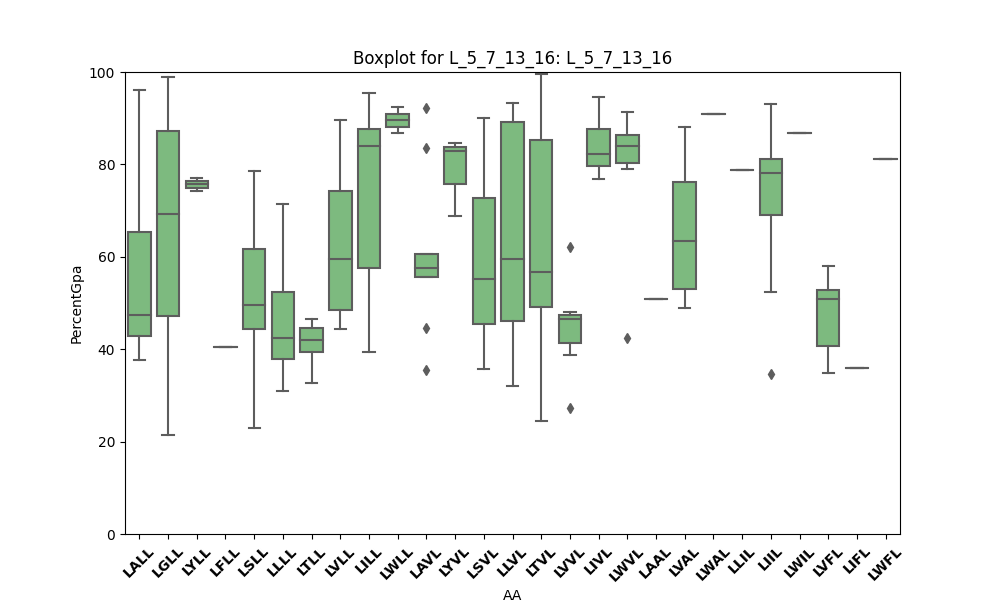 Boxplot for L_5_7_13_16: L_5_7_13_16
PercentGpa
100
80
60
40
20
0
LALL LGLL LYLL LFLL LSLL LLLL LTLL LVLL LILL LWLL LAVL LYVL LSVL LLVL LTVL LVVL LIVL LWVL LAAL LVAL LWAL LLIL LIIL LWIL LVFL LIFL LWFL
AA